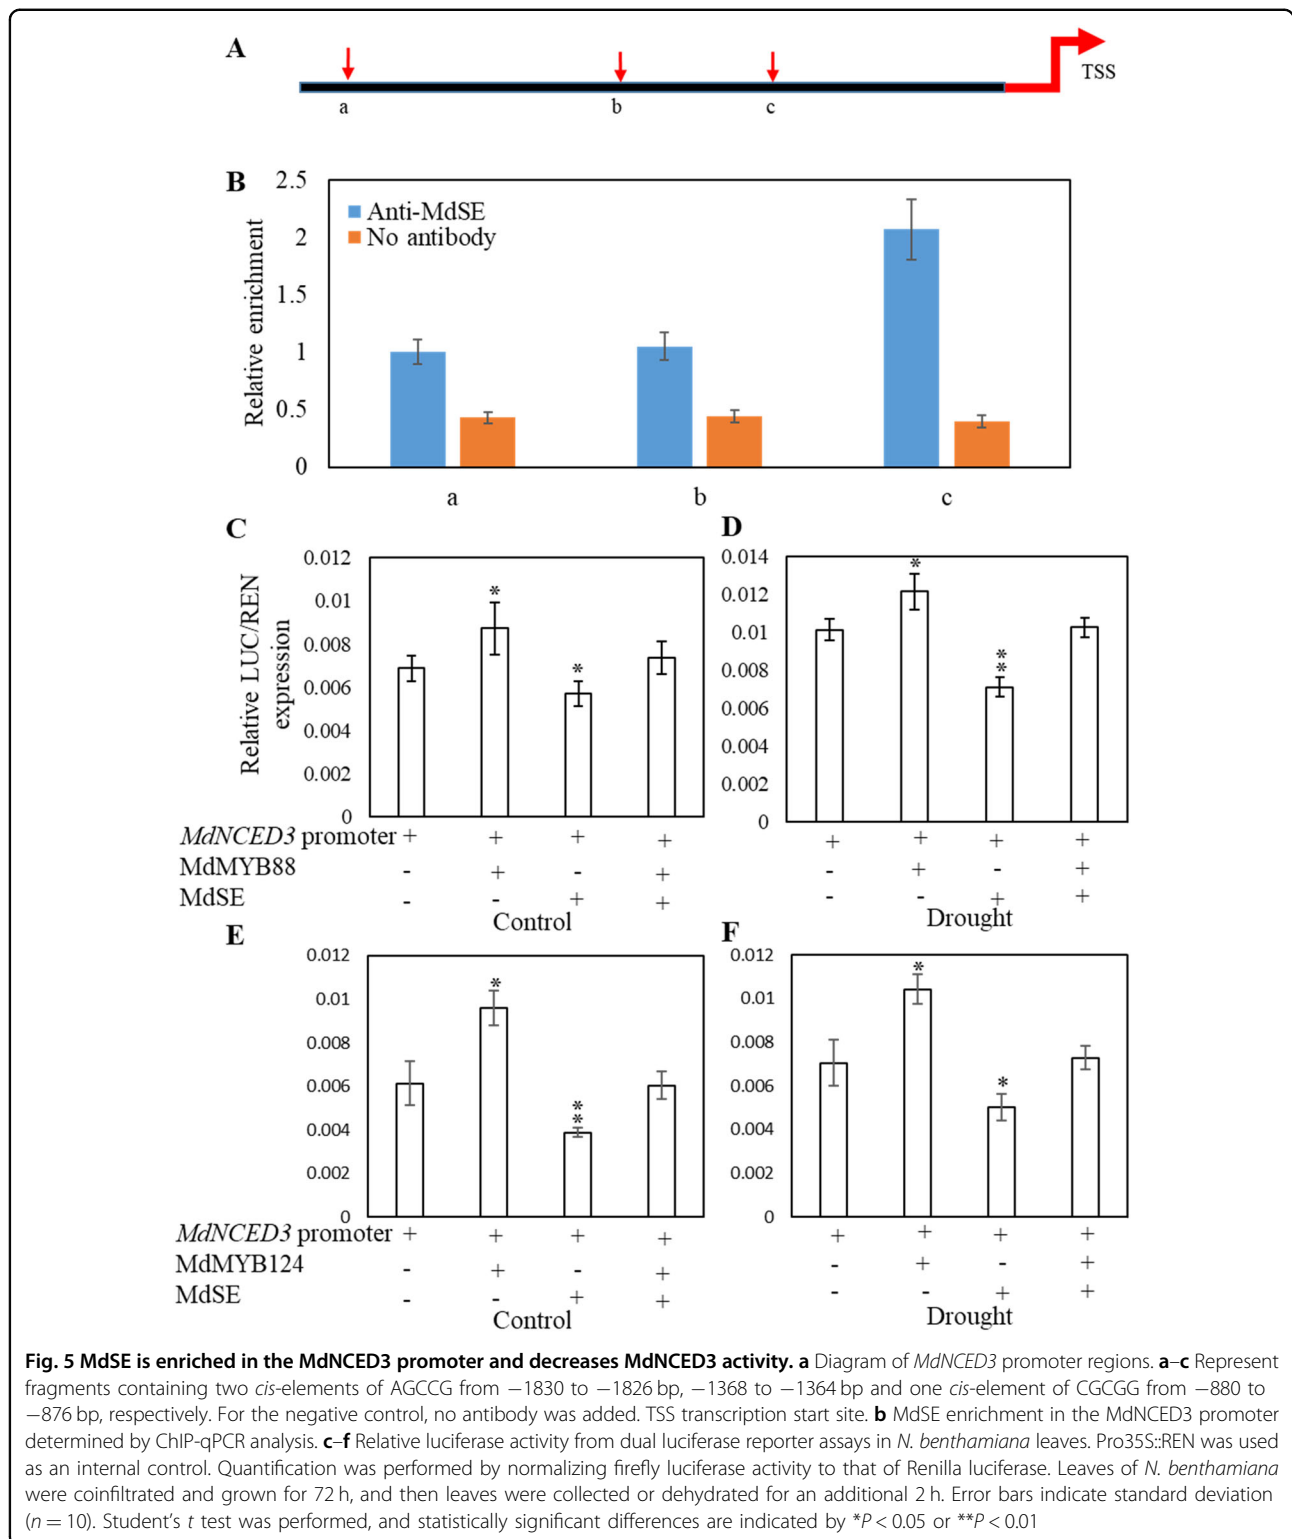 A
TSS
a
b
c
B
2.5
2
1.5
1
0.5
0
Relative enrichment
Anti-MdSE
No antibody
a
b
c
C
0.012
0.01
0.008
0.006
0.004
0.002
0
Relative LUC/REN
expression
*
*
MdNCED3 promoter + + + +
MdMYB88 - + - +
MdSE - - + +
Control
D
0.014
0.012
0.01
0.008
0.006
0.004
0.002
0
*
**
+ + + +
- + - +
- - + +
Drought
E
0.012
0.01
0.008
0.006
0.004
0.002
0
*
**
MdNCED3 promoter + + + +
MdMYB124 - + - +
MdSE - - + +
Control
F
0.012
0.01
0.008
0.006
0.004
0.002
0
*
*
+ + + +
- + - +
- - + +
Drought
Fig. 5 MdSE is enriched in the MdNCED3 promoter and decreases MdNCED3 activity. a Diagram of MdNCED3 promoter regions. a–c Represent
fragments containing two cis-elements of AGCCG from −1830 to −1826 bp, −1368 to −1364 bp and one cis-element of CGCGG from −880 to
−876 bp, respectively. For the negative control, no antibody was added. TSS transcription start site. b MdSE enrichment in the MdNCED3 promoter
determined by ChIP-qPCR analysis. c–f Relative luciferase activity from dual luciferase reporter assays in N. benthamiana leaves. Pro35S::REN was used
as an internal control. Quantification was performed by normalizing firefly luciferase activity to that of Renilla luciferase. Leaves of N. benthamiana
were coinfiltrated and grown for 72 h, and then leaves were collected or dehydrated for an additional 2 h. Error bars indicate standard deviation
(n = 10). Student's t test was performed, and statistically significant differences are indicated by *P < 0.05 or **P < 0.01